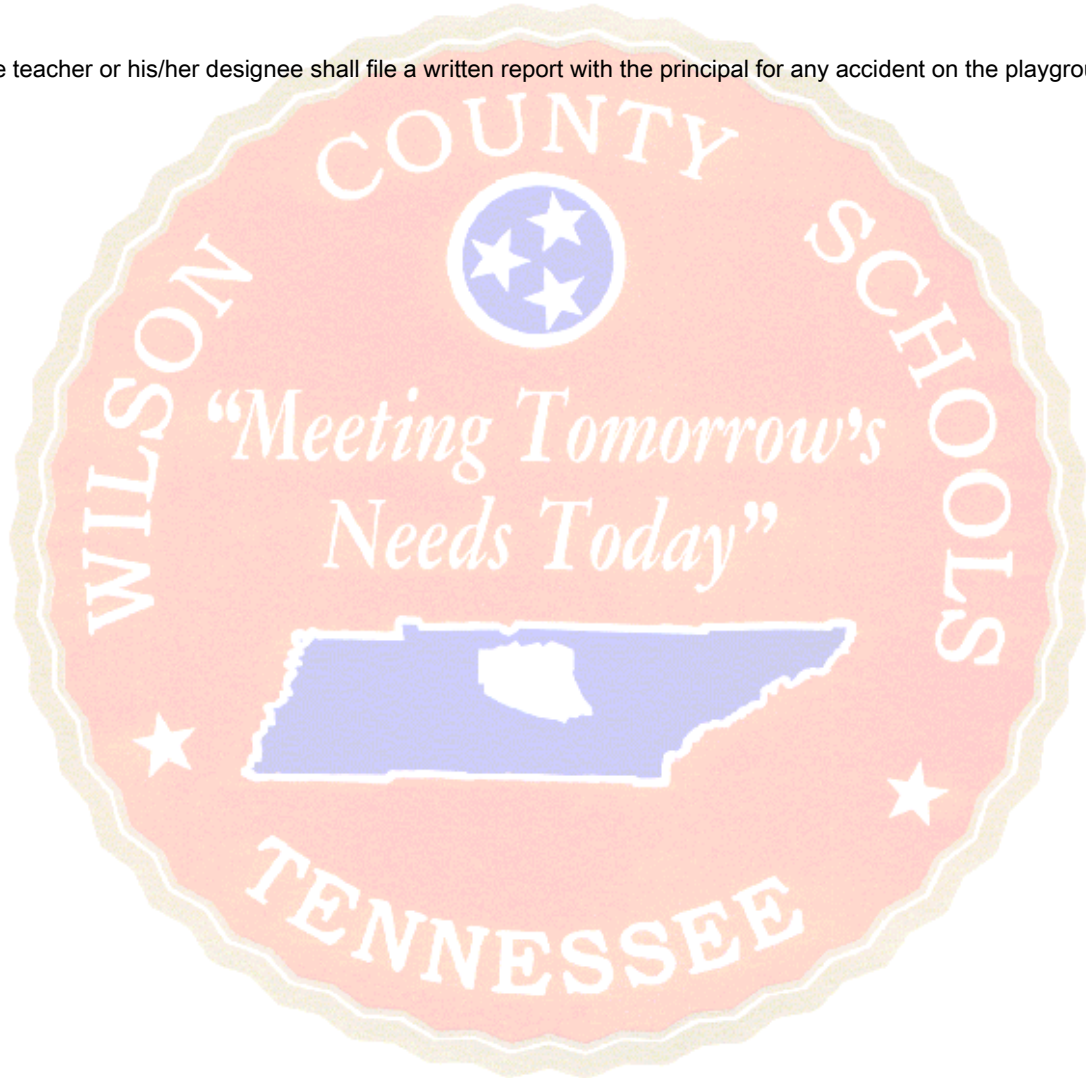 teacher or his/her designee shall file a written report with the principal for any accident on the
COUNTY
SCHOOLS
WILSON
“Meeting Tomorrow’s
Needs Today”
TENNESSEE